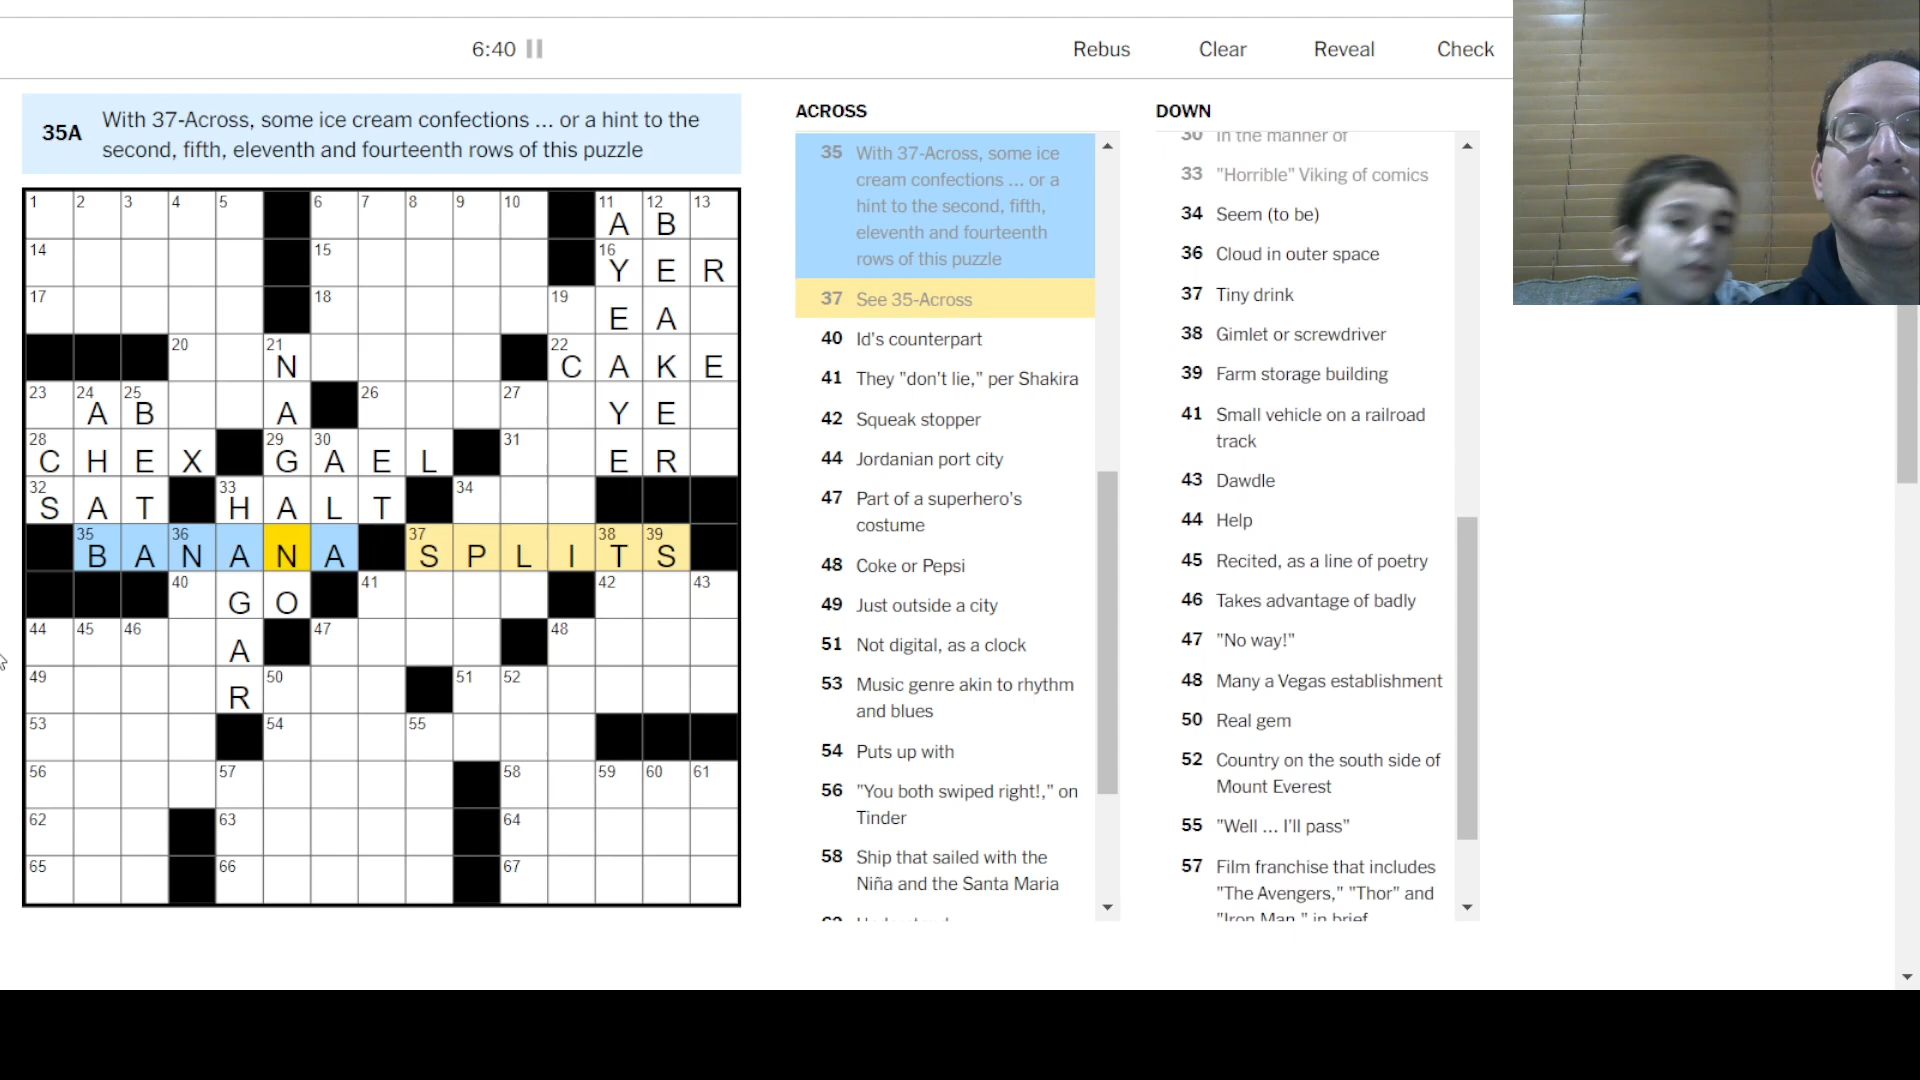 6:40
Rebus
Clear
Reveal
Check
35A
With 37-Across, some ice cream confections ... or a hint to the
second, fifth, eleventh and fourteenth rows of this puzzle
1 2 3 4 5 6 7 8 9 10 11 12 13
A B
14 15 16
Y E R
17 18 19
E A
20 21 22
N C A K E
23 24 25 26 27
A B A Y E
28 29 30 31
C H E X G A E L E R
32 33 34
S A T H A L T
35 36 37 38 39
B A N A N A S P L I T S
40 41 42 43
G O
44 45 46 47 48
A
49 50 51 52
R
53 54 55
56 57 58 59 60 61
62 63 64
65 66 67
ACROSS
35 With 37-Across, some ice
cream confections ... or a
hint to the second, fifth,
eleventh and fourteenth
rows of this puzzle
37 See 35-Across
40 Id's counterpart
41 They "don't lie," per Shakira
42 Squeak stopper
44 Jordanian port city
47 Part of a superhero's
costume
48 Coke or Pepsi
49 Just outside a city
51 Not digital, as a clock
53 Music genre akin to rhythm
and blues
54 Puts up with
56 "You both swiped right!," on
Tinder
58 Ship that sailed with the
Niña and the Santa Maria
DOWN
30 In the manner of
33 "Horrible" Viking of comics
34 Seem (to be)
36 Cloud in outer space
37 Tiny drink
38 Gimlet or screwdriver
39 Farm storage building
41 Small vehicle on a railroad
track
43 Dawdle
44 Help
45 Recited, as a line of poetry
46 Takes advantage of badly
47 "No way!"
48 Many a Vegas establishment
50 Real gem
52 Country on the south side of
Mount Everest
55 "Well ... I'll pass"
57 Film franchise that includes
"The Avengers," "Thor" and
"Iron Man," in brief